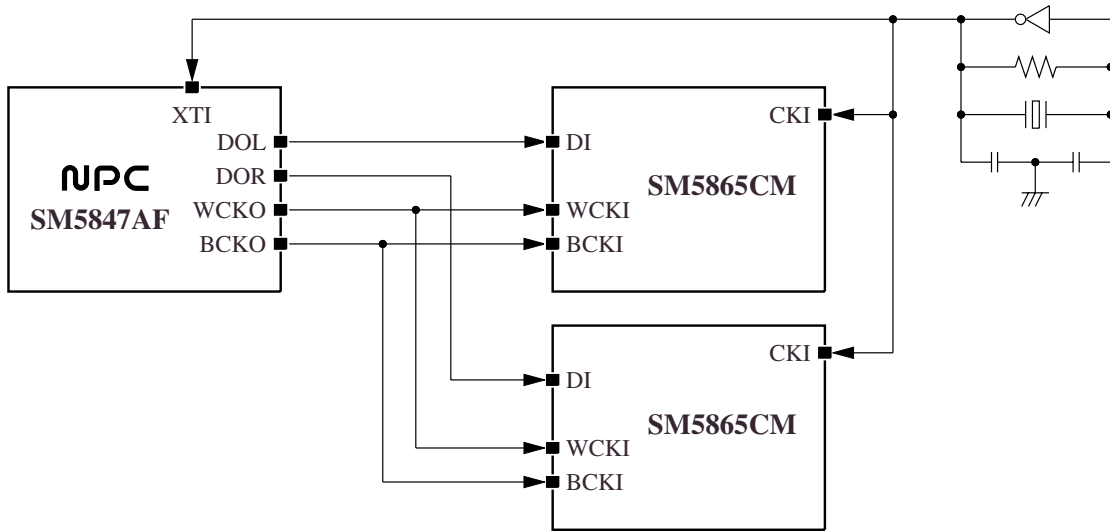 XTI
DOL
DOR
NPC
SM5847AF
WCKO
BCKO
DI
CKI
SM5865CM
WCKI
BCKI
CKI
DI
SM5865CM
WCKI
BCKI